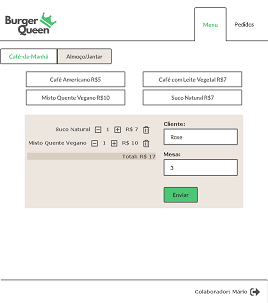 Burger
Queen
Menu
Pedidos
Café-da-Manhã
Almoço/Jantar
Café Americano R$5
Café com Leite Vegetal R$7
Misto Quente Vegano R$10
Suco Natural R$7
Suco Natural 1 R$ 7
Misto Quente Vegano 1 R$ 10
Total: R$ 17
Cliente:
Rose
Mesa:
3
Enviar
Colaborador: Mário